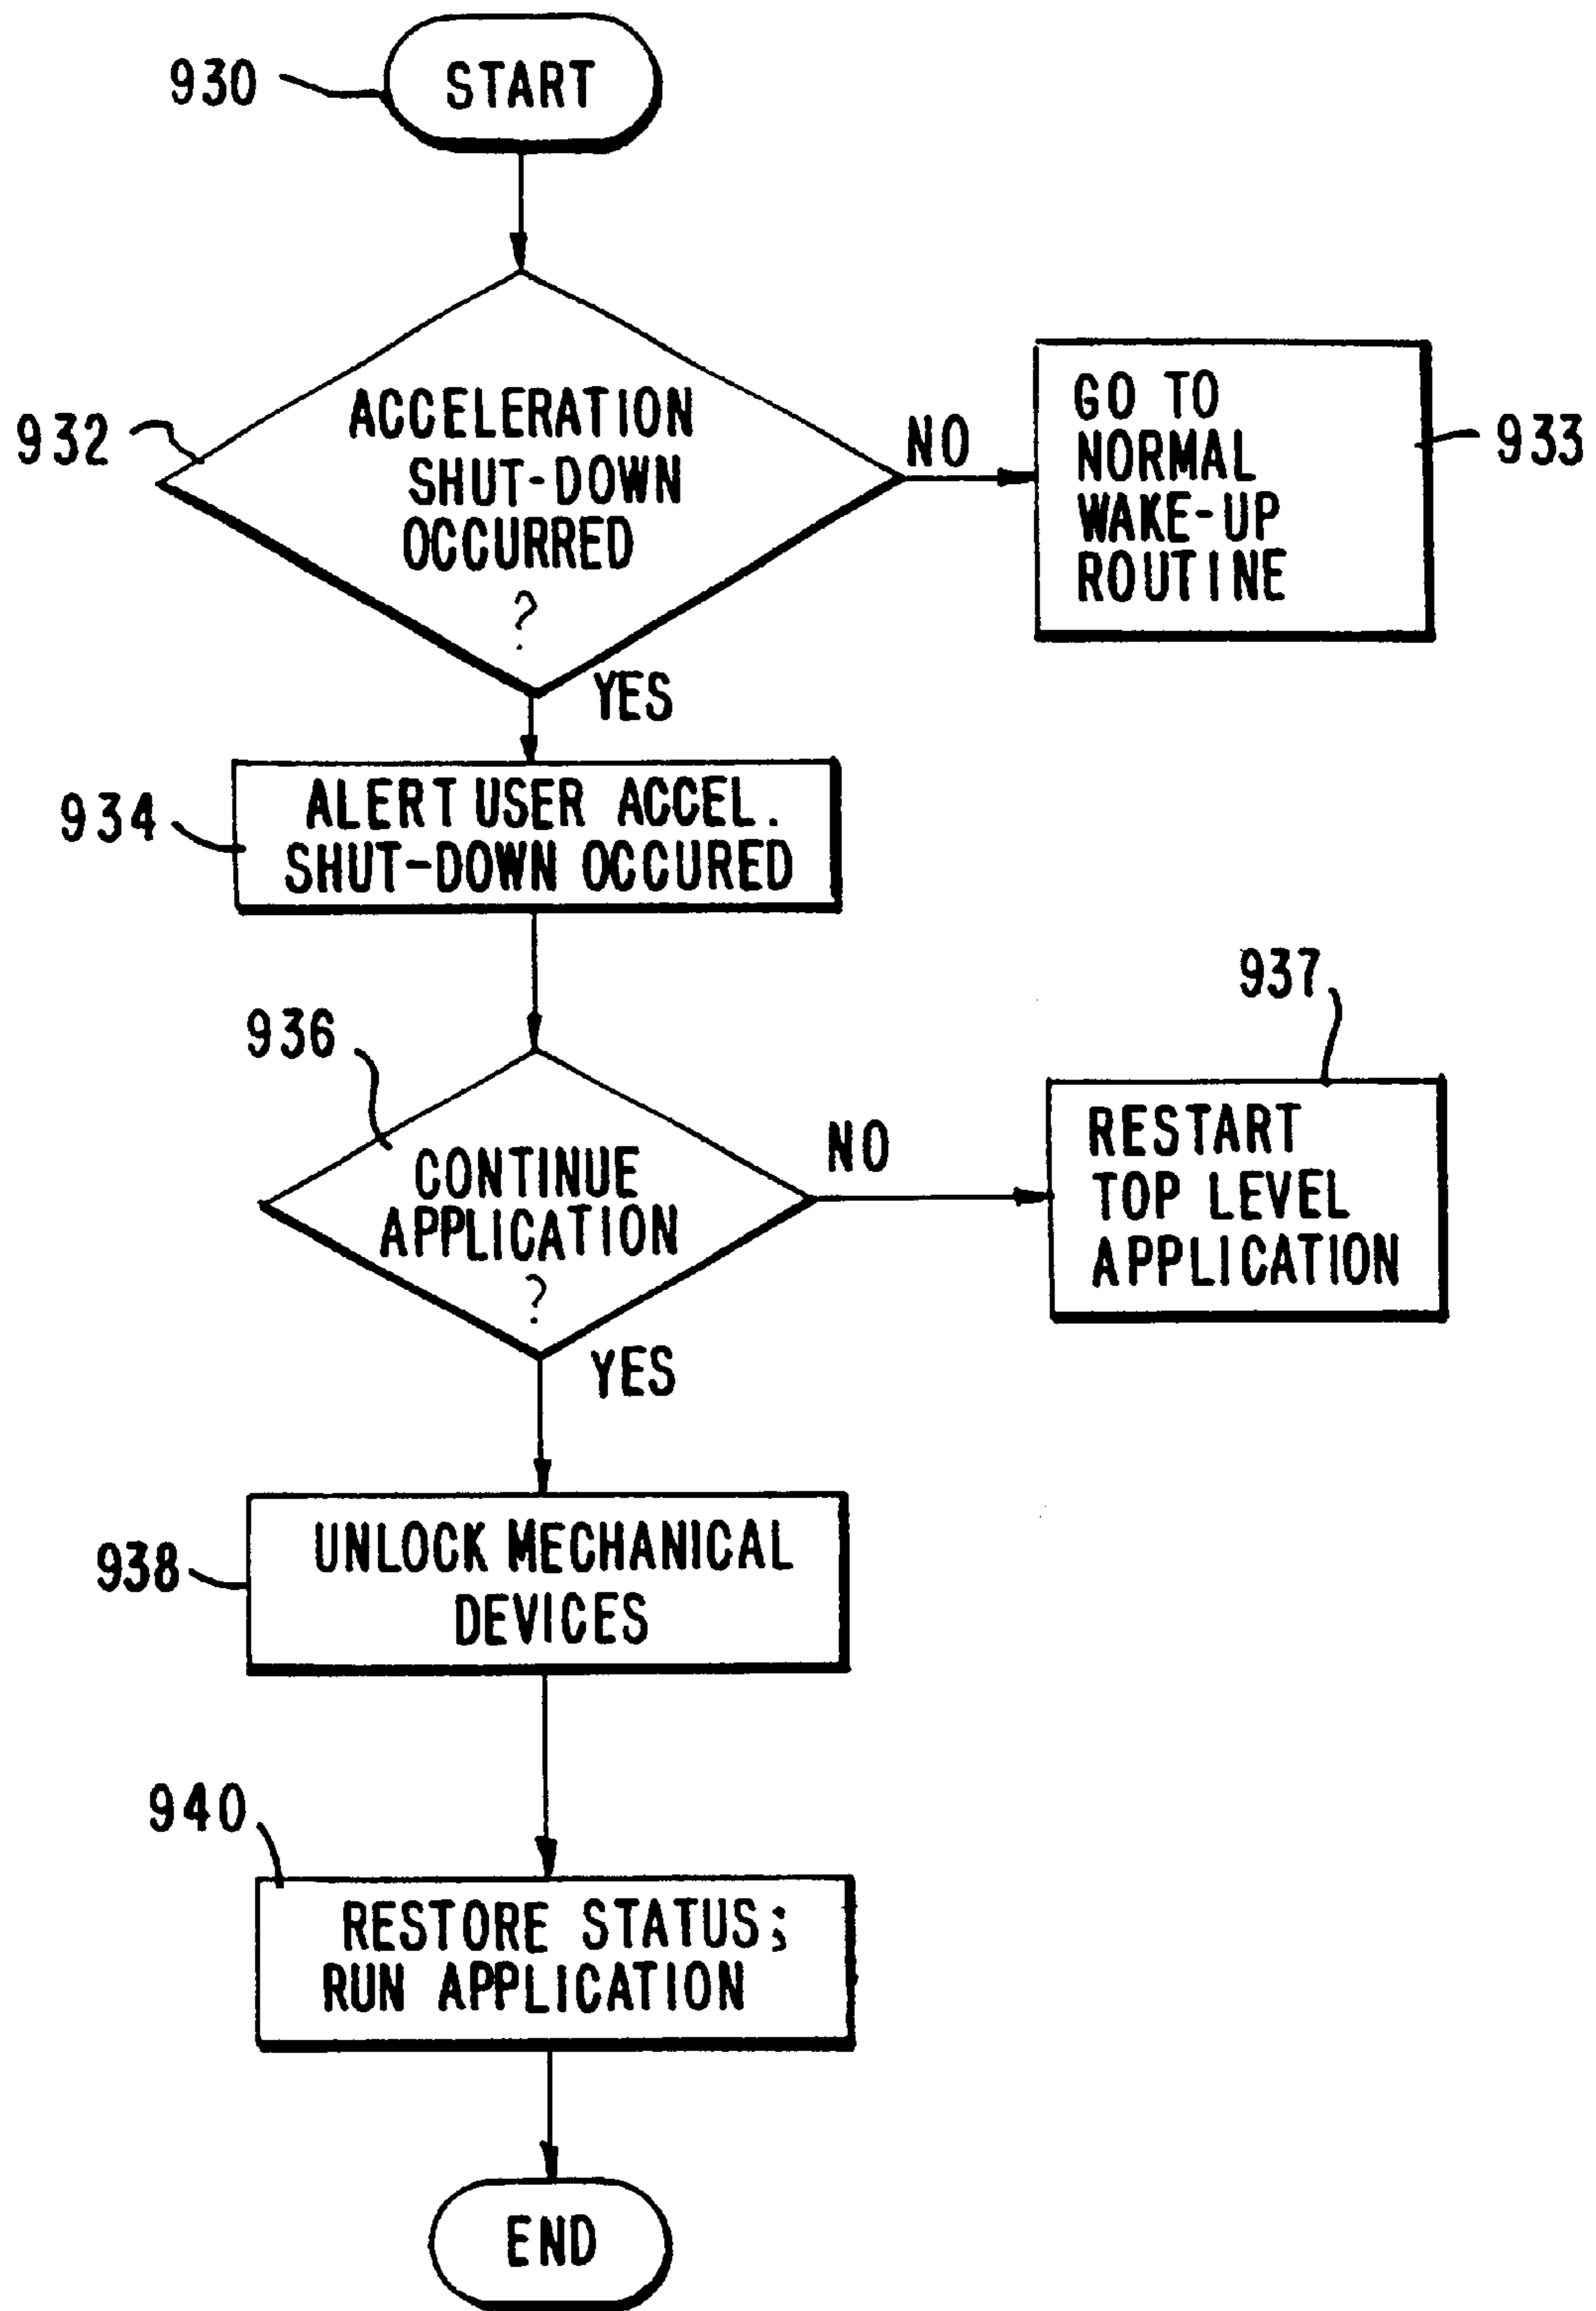 930
START
932
ACCELERATION
SHUT-DOWN
OCCURRED
?
NO
GO TO
NORMAL
WAKE-UP
ROUTINE
933
YES
934
ALERT USER ACCEL.
SHUT-DOWN OCCURED
936
CONTINUE
APPLICATION
?
NO
937
RESTART
TOP LEVEL
APPLICATION
YES
938
UNLOCK MECHANICAL
DEVICES
940
RESTORE STATUS;
RUN APPLICATION
END